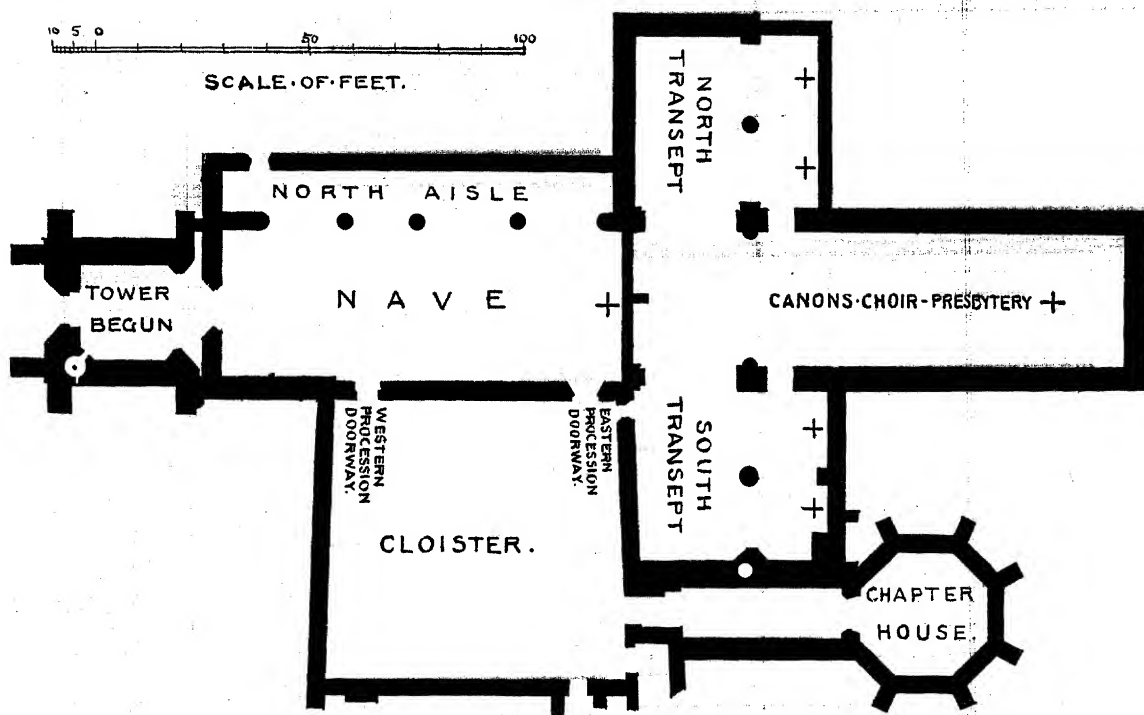 10 5 0 50 100
SCALE·OF·FEET.
NORTH
TRANSEPT
NORTH AISLE
TOWER
BEGUN
NAVE
CANONS·CHOIR-PRESBYTERY
WESTERN
PROCESSION
DOORWAY.
EASTERN
PROCESSION
DOORWAY.
SOUTH
TRANSEPT
CLOISTER.
CHAPTER
HOUSE.